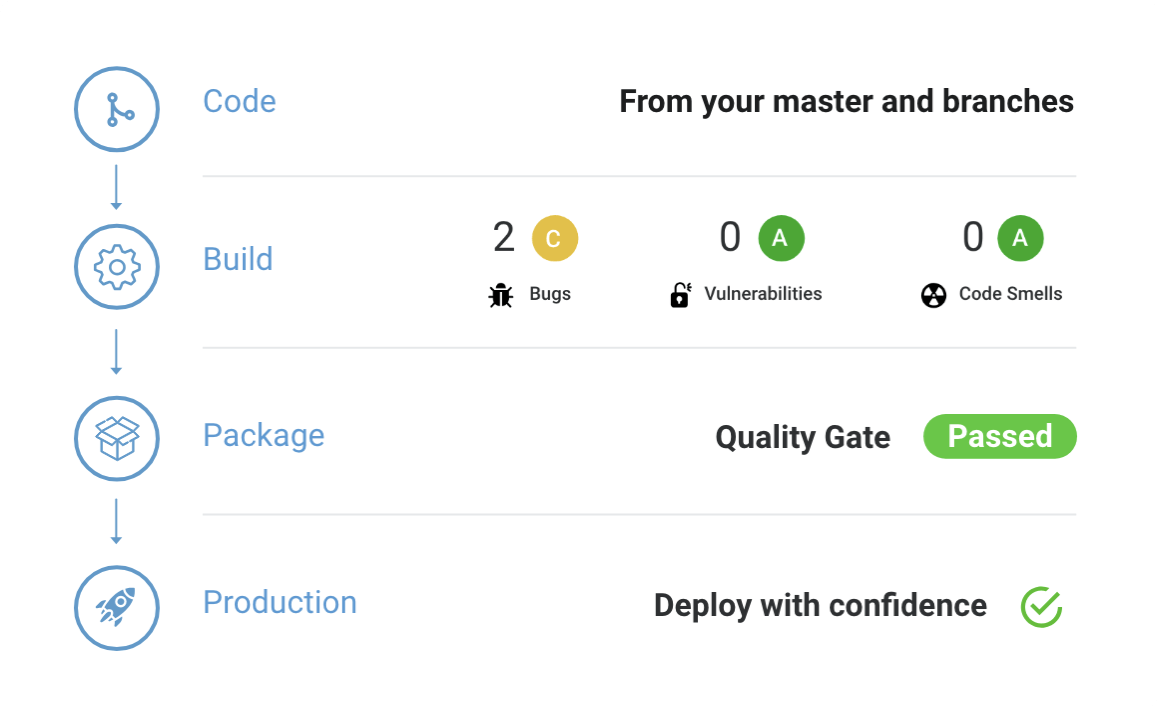 Code
From your master and branches
Build
2 C
Bugs
0 A
Vulnerabilities
0 A
Code Smells
Package
Quality Gate Passed
Production
Deploy with confidence